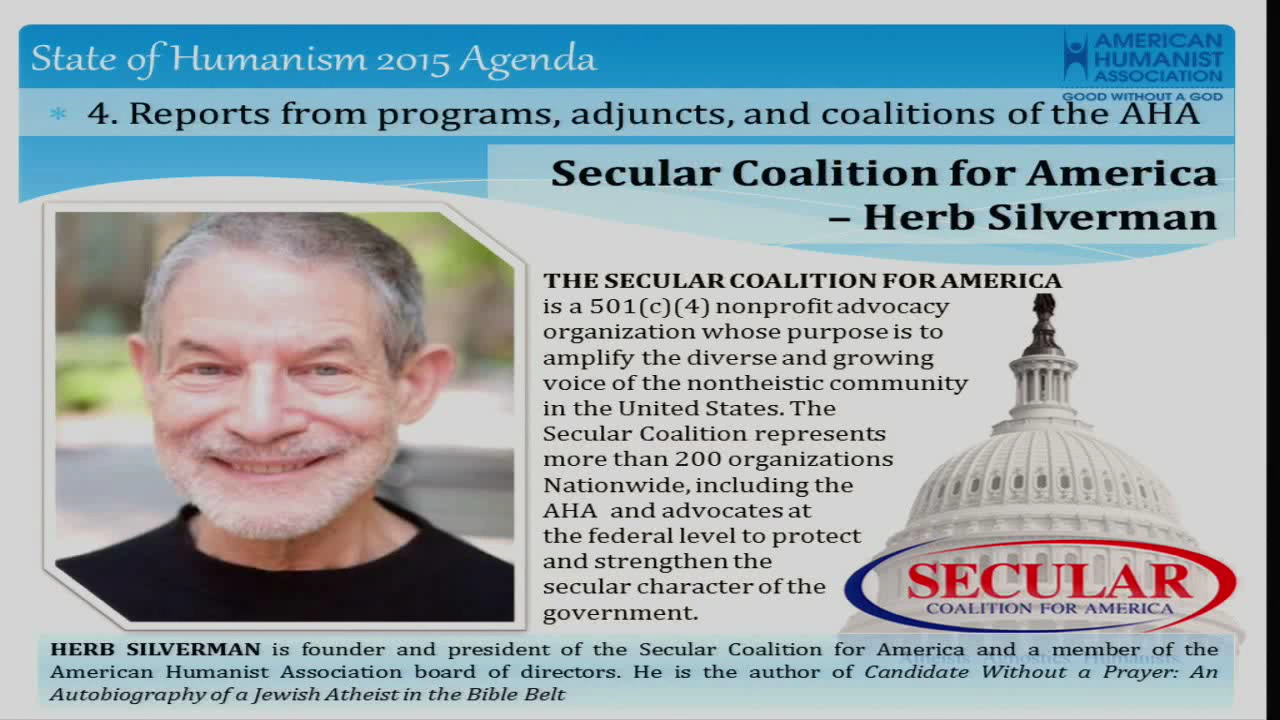 State of Humanism 2015 Agenda
AMERICAN
HUMANIST
ASSOCIATION
GOOD WITHOUT A GOD
* 4. Reports from programs, adjuncts, and coalitions of the AHA
Secular Coalition for America
– Herb Silverman
THE SECULAR COALITION FOR AMERICA
is a 501(c)(4) nonprofit advocacy
organization whose purpose is to
amplify the diverse and growing
voice of the nontheistic community
in the United States. The
Secular Coalition represents
more than 200 organizations
Nationwide, including the
AHA and advocates at
the federal level to protect
and strengthen the
secular character of the
government.
SECULAR
COALITION FOR AMERICA
Atheists. Agnostics. Humanists.
HERB SILVERMAN is founder and president of the Secular Coalition for America and a member of the
American Humanist Association board of directors. He is the author of Candidate Without a Prayer: An
Autobiography of a Jewish Atheist in the Bible Belt